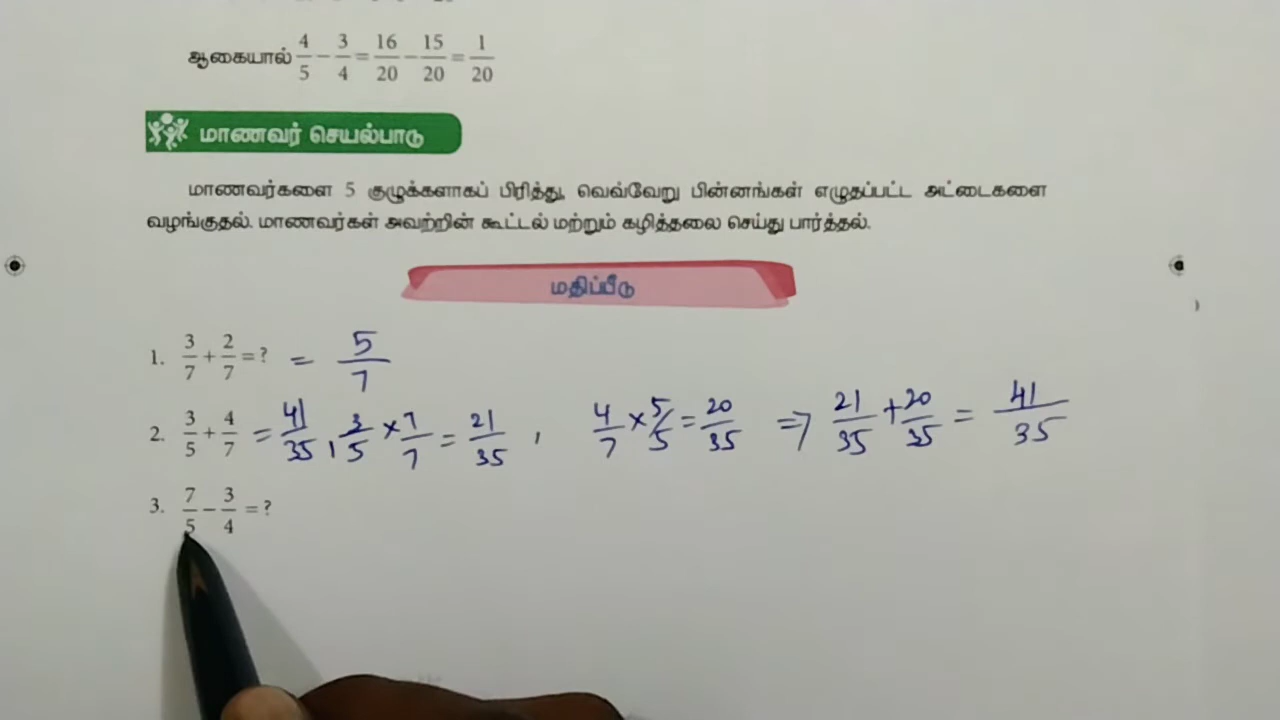 ஆகையால் 4/5 − 3/4 = 16/20 − 15/20 = 1/20
மாணவர் செயல்பாடு
மாணவர்களை 5 குழுக்களாகப் பிரித்து, வெவ்வேறு பின்னங்கள் எழுதப்பட்ட அட்டைகளை
வழங்குதல். மாணவர்கள் அவற்றின் கூட்டல் மற்றும் கழித்தலை செய்து பார்த்தல்.
மதிப்பீடு
1. 3/7 + 2/7 = ? = 5/7
2. 3/5 + 4/7 = 41/35, 3/5 × 7/7 = 21/35, 4/7 × 5/5 = 20/35 ⇒ 21/35 + 20/35 = 41/35
3. 7/5 − 3/4 = ?